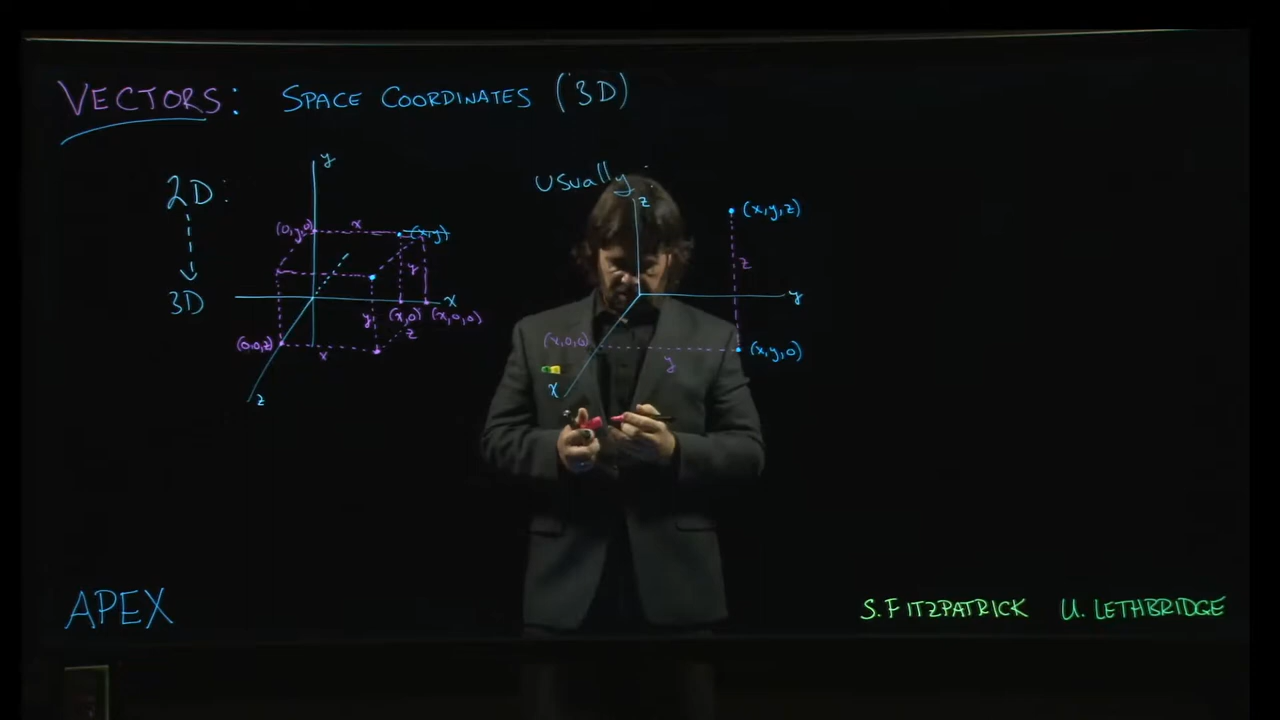 VECTORS: SPACE COORDINATES (3D)
2D:
3D
y
(0,y,0)
x
(x,y)
y
x
(x,0)
(x,0,0)
y
z
(0,0,z)
x
z
usually:
z
(x,y,z)
z
y
(x,0,0)
y
(x,y,0)
x
APEX
S. FITZPATRICK U. LETHBRIDGE